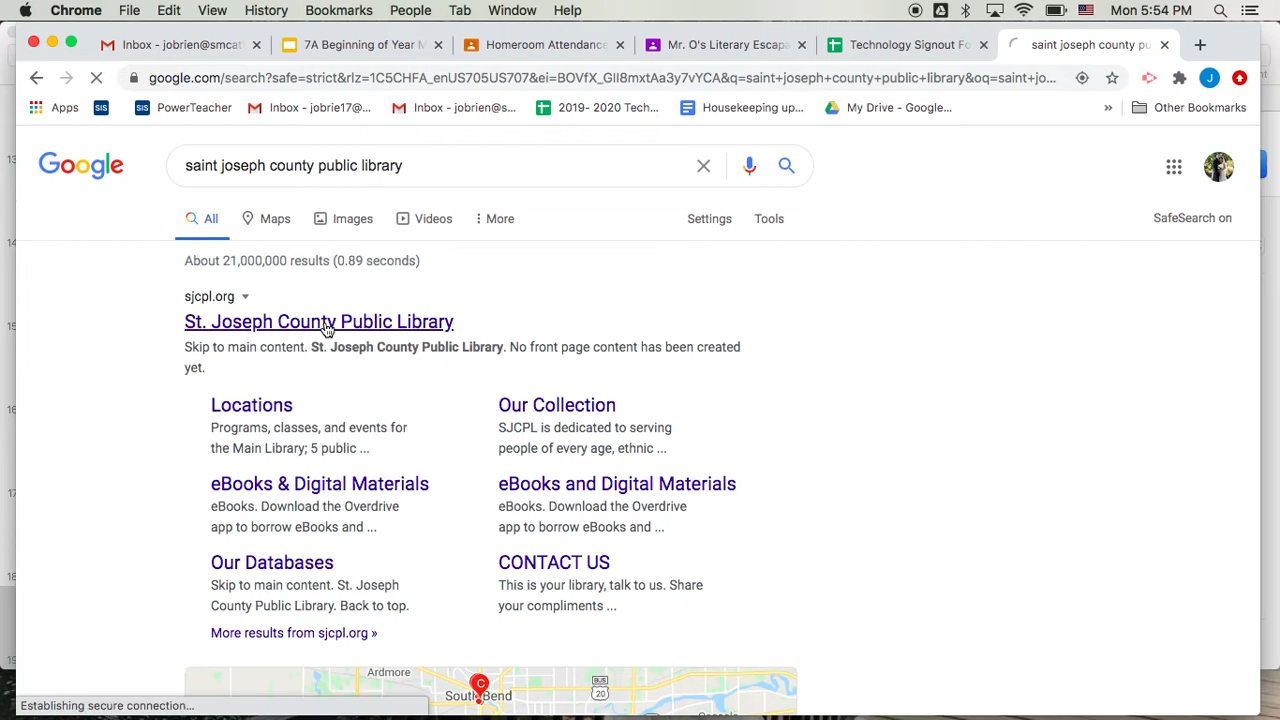 Chrome File Edit View History Bookmarks People Tab Window Help Mon 5:54 PM
Inbox - jobrien@smcat Inbox 7A Beginning of Year M Homeroom Attendance Mr. O's Literary Escapa Technology Signout Fo saint joseph county pu
google.com/search?safe=strict&rlz=1C5CHFA_enUS705US707&ei=BOVfX_GII8mxtAa3y7vYCA&q=saint+joseph+county+public+library&oq=saint+jo...
Apps SIS SIS PowerTeacher Inbox - jobrie17@... Inbox - jobrien@s... 2019- 2020 Tech... Housekeeping up... My Drive - Google... » Other Bookmarks
Google saint joseph county public library
All Maps Images Videos More Settings Tools SafeSearch on
About 21,000,000 results (0.89 seconds)
sjcpl.org
St. Joseph County Public Library
Skip to main content. St. Joseph County Public Library. No front page content has been created
yet.
Locations
Programs, classes, and events for
the Main Library; 5 public ...
Our Collection
SJCPL is dedicated to serving
people of every age, ethnic ...
eBooks & Digital Materials
eBooks. Download the Overdrive
app to borrow eBooks and ...
eBooks and Digital Materials
eBooks. Download the Overdrive
app to borrow eBooks and ...
Our Databases
Skip to main content. St. Joseph
County Public Library. Back to top.
CONTACT US
This is your library, talk to us. Share
your compliments ...
More results from sjcpl.org »
Ardmore
South Bend
C
BUS
20
Establishing secure connection...